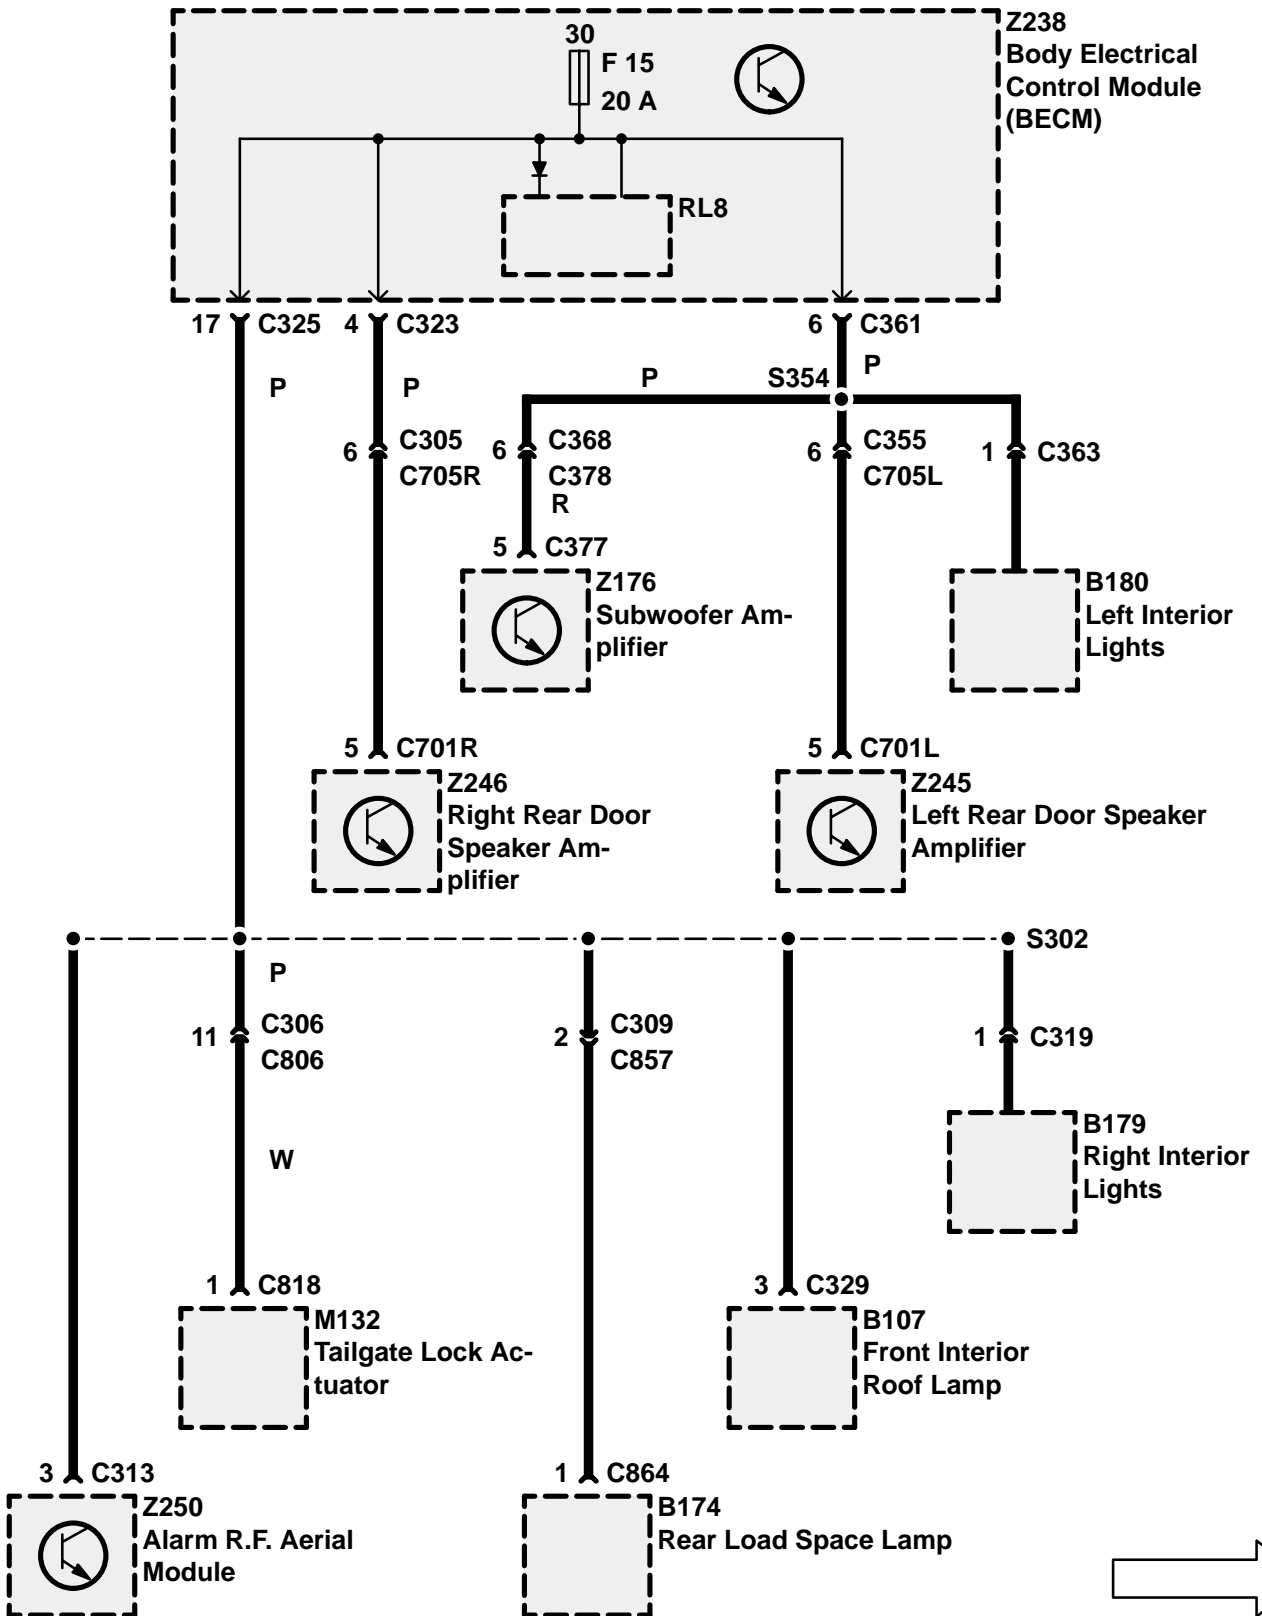 Z238
Body Electrical
Control Module
(BECM)
30
F 15
20 A
RL8
17 C325
4 C323
6 C361
P
P
P
S354
P
6
C305
C705R
6
C368
C378
R
6
C355
C705L
1 C363
5 C377
Z176
Subwoofer Am-
plifier
B180
Left Interior
Lights
5 C701R
Z246
Right Rear Door
Speaker Am-
plifier
5 C701L
Z245
Left Rear Door Speaker
Amplifier
S302
P
11
C306
C806
2
C309
C857
1 C319
W
B179
Right Interior
Lights
1 C818
M132
Tailgate Lock Ac-
tuator
3 C329
B107
Front Interior
Roof Lamp
3 C313
Z250
Alarm R.F. Aerial
Module
1 C864
B174
Rear Load Space Lamp